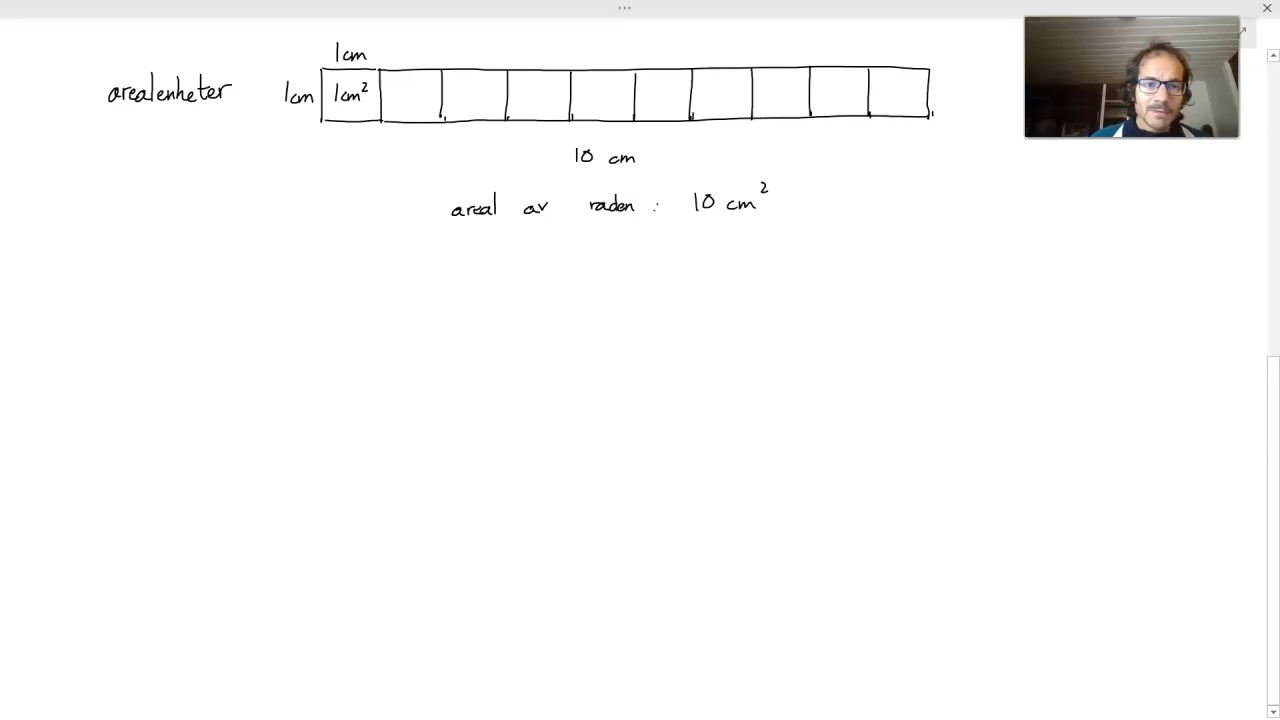 1cm
arealenheter 1cm 1cm²
10 cm
areal av raden : 10 cm²